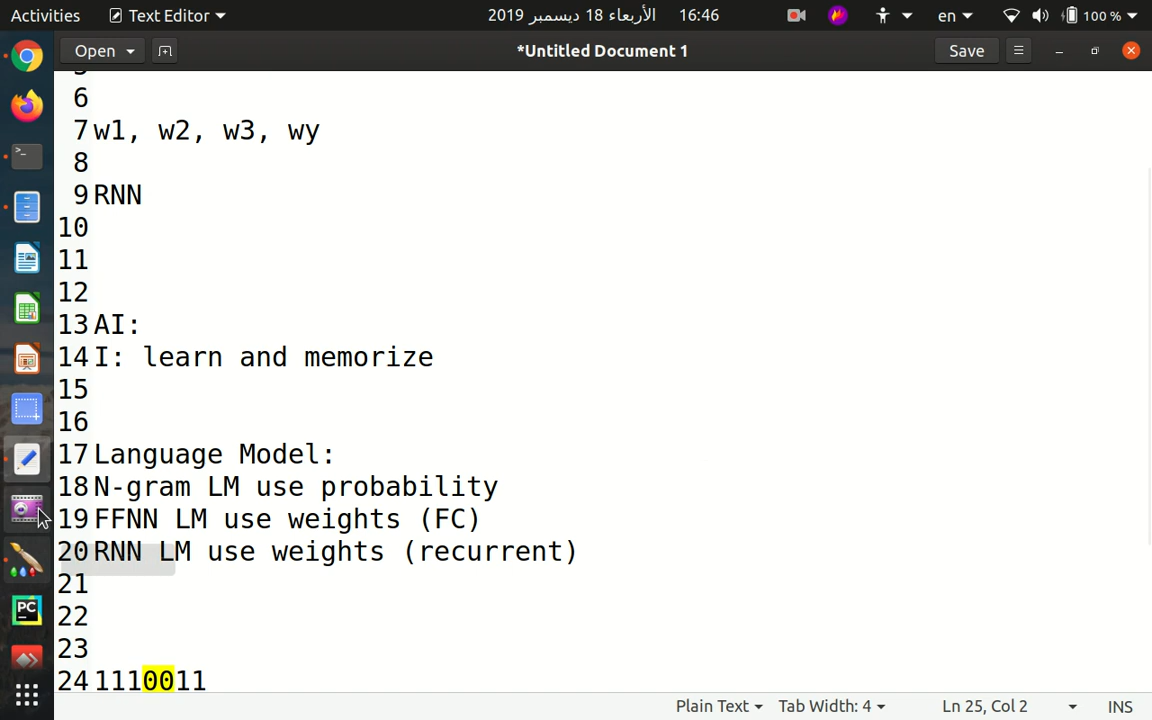 Activities Text Editor الأربعاء 18 ديسمبر 2019 16:46 en 100 %
Open *Untitled Document 1 Save
6
7 w1, w2, w3, wy
8
9 RNN
10
11
12
13 AI:
14 I: learn and memorize
15
16
17 Language Model:
18 N-gram LM use probability
19 FFNN LM use weights (FC)
20 RNN LM use weights (recurrent)
21
22
23
24 1110011
PC
Plain Text Tab Width: 4 Ln 25, Col 2 INS